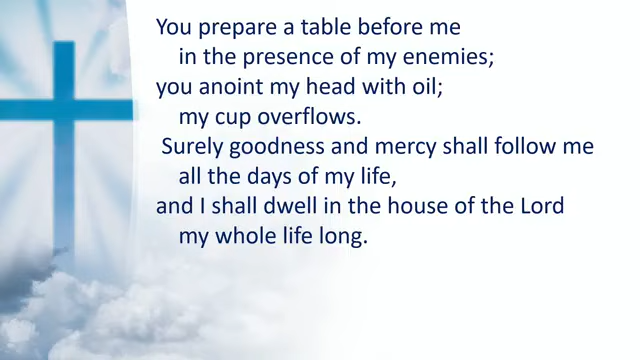 You prepare a table before me
in the presence of my enemies;
you anoint my head with oil;
my cup overflows.
Surely goodness and mercy shall follow me
all the days of my life,
and I shall dwell in the house of the Lord
my whole life long.